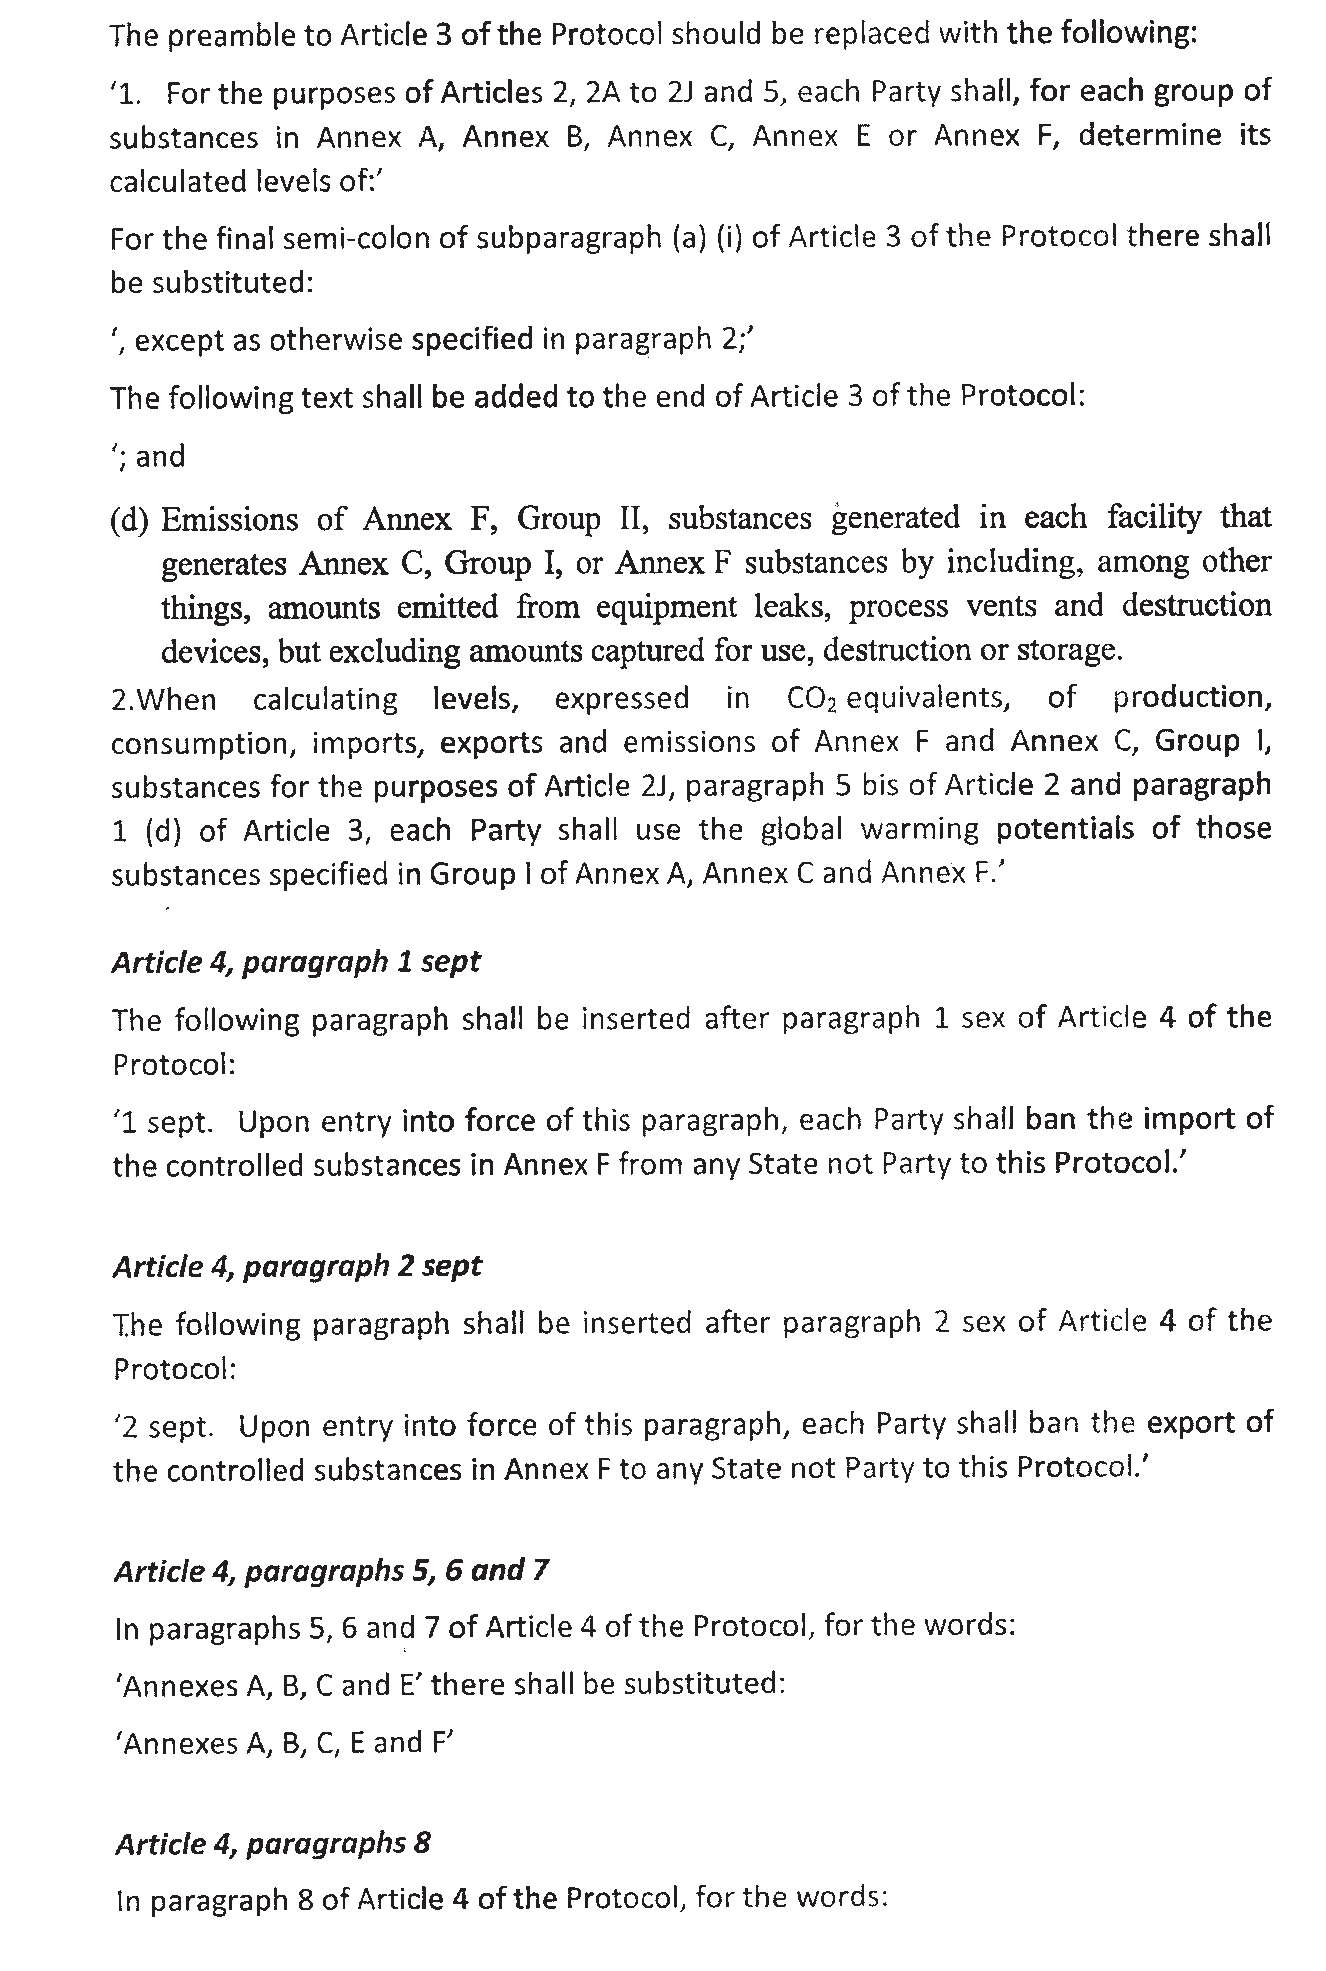 The preamble to Article 3 of the Protocol should be replaced with the following:
‘1. For the purposes of Articles 2, 2A to 2J and 5, each Party shall, for each group of
substances in Annex A, Annex B, Annex C, Annex E or Annex F, determine its
calculated levels of:’
For the final semi-colon of subparagraph (a) (i) of Article 3 of the Protocol there shall
be substituted:
‘, except as otherwise specified in paragraph 2;’
The following text shall be added to the end of Article 3 of the Protocol:
‘; and
(d) Emissions of Annex F, Group II, substances generated in each facility that
generates Annex C, Group I, or Annex F substances by including, among other
things, amounts emitted from equipment leaks, process vents and destruction
devices, but excluding amounts captured for use, destruction or storage.
2.When calculating levels, expressed in CO₂ equivalents, of production,
consumption, imports, exports and emissions of Annex F and Annex C, Group I,
substances for the purposes of Article 2J, paragraph 5 bis of Article 2 and paragraph
1 (d) of Article 3, each Party shall use the global warming potentials of those
substances specified in Group I of Annex A, Annex C and Annex F.’
Article 4, paragraph 1 sept
The following paragraph shall be inserted after paragraph 1 sex of Article 4 of the
Protocol:
‘1 sept. Upon entry into force of this paragraph, each Party shall ban the import of
the controlled substances in Annex F from any State not Party to this Protocol.’
Article 4, paragraph 2 sept
The following paragraph shall be inserted after paragraph 2 sex of Article 4 of the
Protocol:
‘2 sept. Upon entry into force of this paragraph, each Party shall ban the export of
the controlled substances in Annex F to any State not Party to this Protocol.’
Article 4, paragraphs 5, 6 and 7
In paragraphs 5, 6 and 7 of Article 4 of the Protocol, for the words:
‘Annexes A, B, C and E’ there shall be substituted:
‘Annexes A, B, C, E and F’
Article 4, paragraphs 8
In paragraph 8 of Article 4 of the Protocol, for the words: